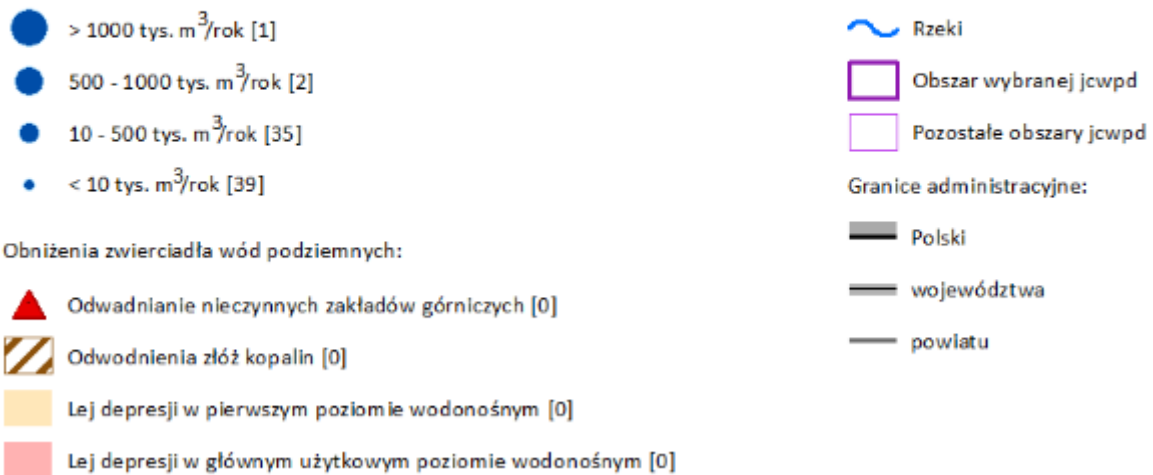 > 1000 tys. m³/rok [1]
500 - 1000 tys. m³/rok [2]
10 - 500 tys. m³/rok [35]
< 10 tys. m³/rok [39]
Obniżenia zwierciadła wód podziemnych:
Odwadnianie nieczynnych zakładów górniczych [0]
Odwodnienia złóż kopalin [0]
Lej depresji w pierwszym poziomie wodonośnym [0]
Lej depresji w głównym użytkowym poziomie wodonośnym [0]
Rzeki
Obszar wybranej jcwpd
Pozostałe obszary jcwpd
Granice administracyjne:
Polski
województwa
powiatu